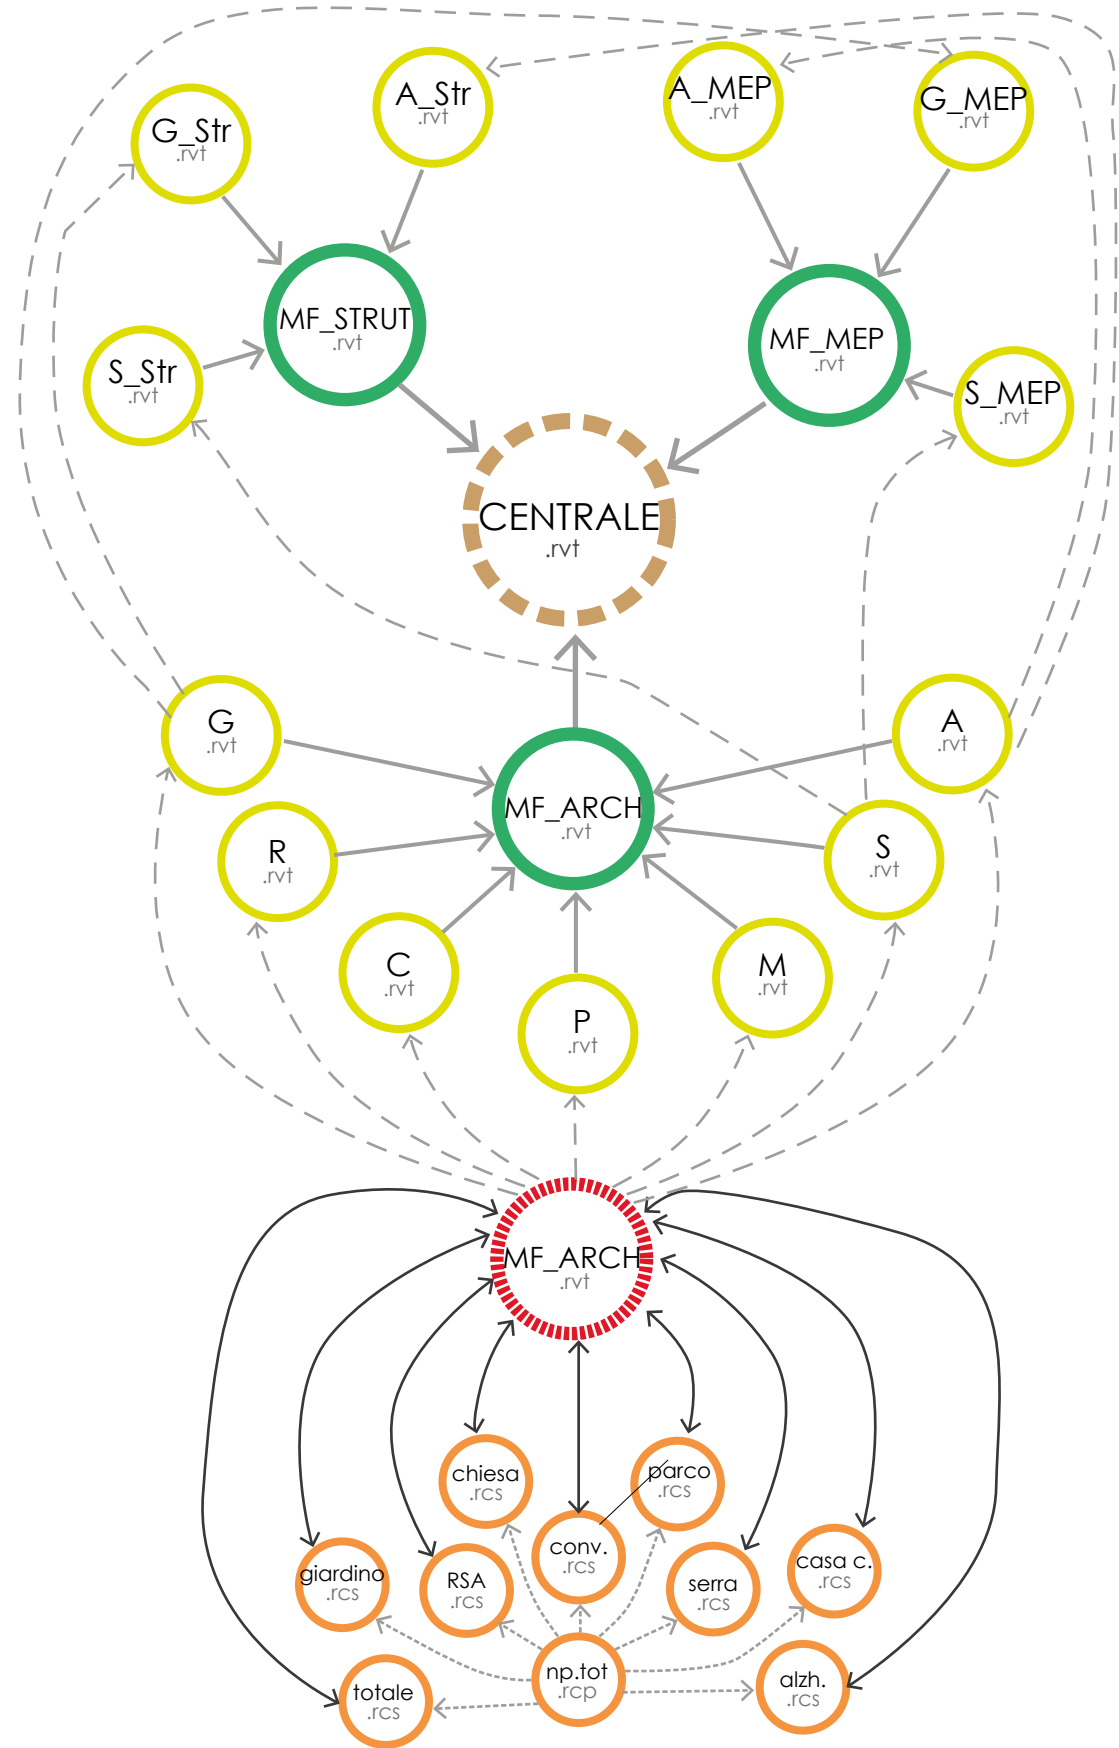 A_Str
.rvt
A_MEP
.rvt
G_MEP
.rvt
G_Str
.rvt
MF_STRUT
.rvt
MF_MEP
.rvt
S_Str
.rvt
S_MEP
.rvt
CENTRALE
.rvt
G
.rvt
A
.rvt
MF_ARCH
.rvt
R
.rvt
S
.rvt
C
.rvt
M
.rvt
P
.rvt
MF_ARCH
.rvt
chiesa
.rcs
parco
.rcs
conv.
.rcs
casa c.
.rcs
giardino
.rcs
RSA
.rcs
serra
.rcs
np.tot
.rcp
totale
.rcs
alzh.
.rcs